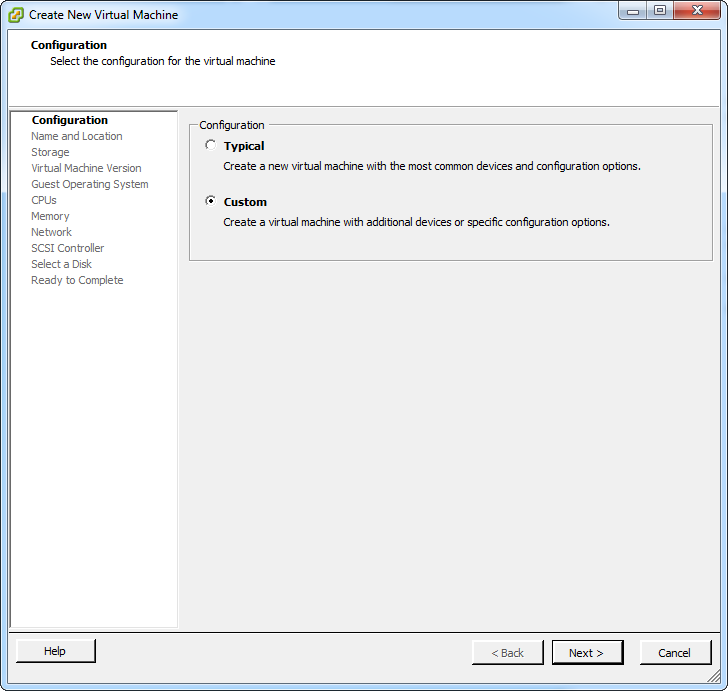 Create New Virtual Machine
Configuration
Select the configuration for the virtual machine
Configuration
Name and Location
Storage
Virtual Machine Version
Guest Operating System
CPUs
Memory
Network
SCSI Controller
Select a Disk
Ready to Complete
Configuration
Typical
Create a new virtual machine with the most common devices and configuration options.
Custom
Create a virtual machine with additional devices or specific configuration options.
Help
< Back
Next >
Cancel